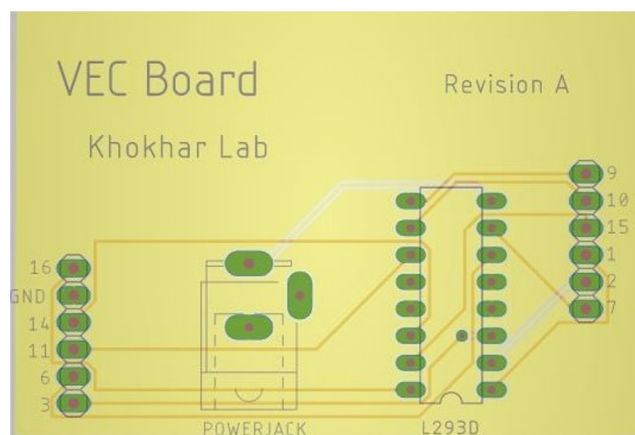 VEC Board
Revision A
Khokhar Lab
9
10
15
1
2
7
16
GND
14
11
6
3
POWERJACK
L293D